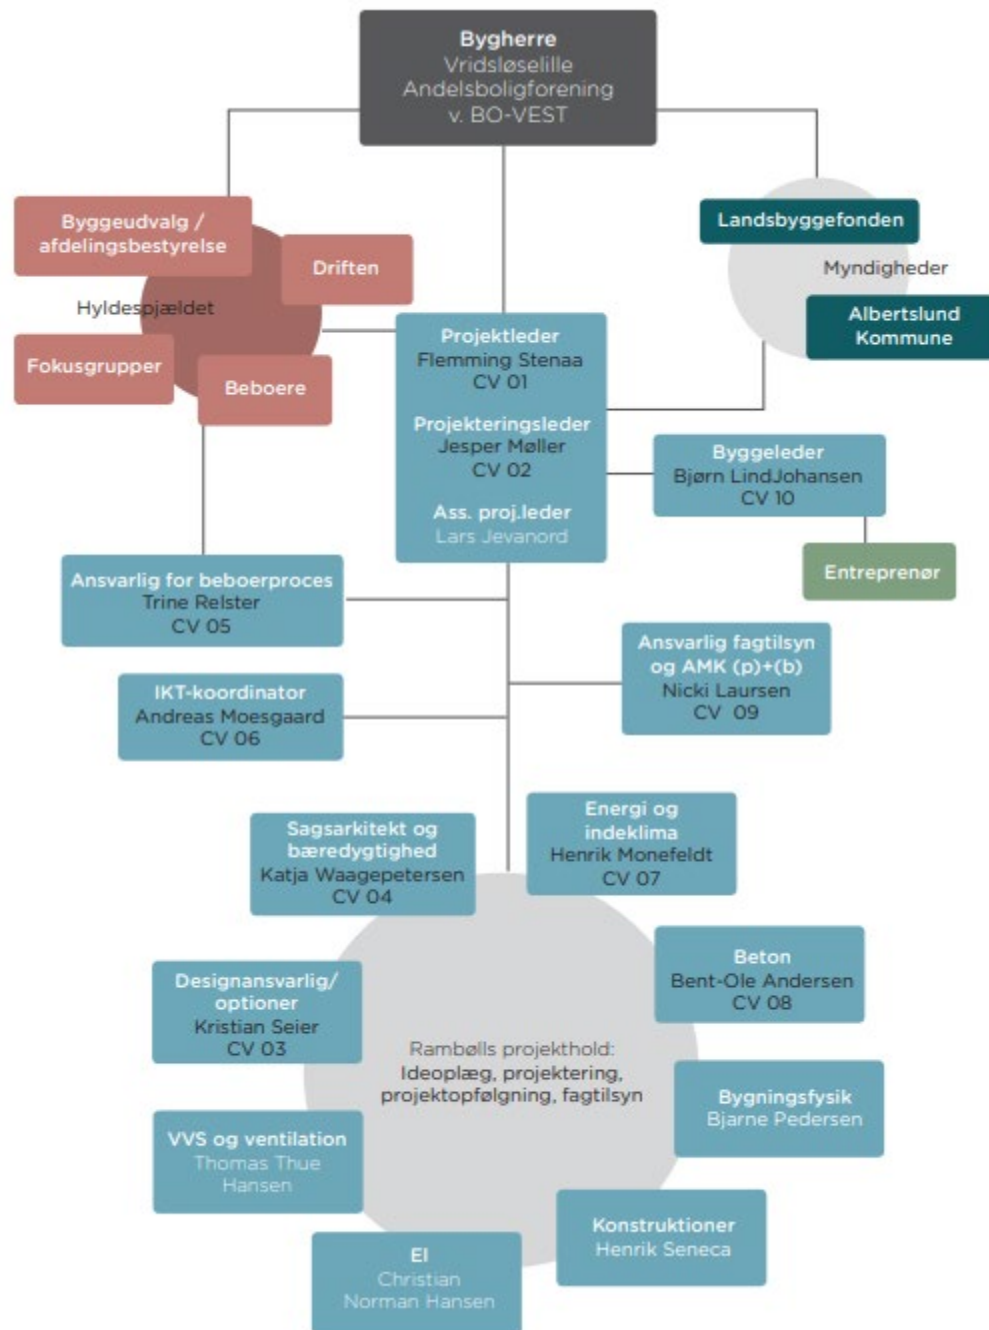 Bygherre
Vridsløselille
Andelsboligforening
v. BO-VEST
Byggeudvalg /
afdelingsbestyrelse
Driften
Hyldespjældet
Fokusgrupper
Beboere
Landsbyggefonden
Myndigheder
Albertslund
Kommune
Projektleder
Flemming Stenaa
CV 01
Projekteringsleder
Jesper Møller
CV 02
Ass. proj.leder
Lars Jevanord
Byggeleder
Bjørn LindJohansen
CV 10
Entreprenør
Ansvarlig for beboerproces
Trine Relster
CV 05
Ansvarlig fagtilsyn
og AMK (p)+(b)
Nicki Laursen
CV 09
IKT-koordinator
Andreas Moesgaard
CV 06
Sagsarkitekt og
bæredygtighed
Katja Waagepetersen
CV 04
Energi og
indeklima
Henrik Monefeldt
CV 07
Designansvarlig/
optioner
Kristian Seier
CV 03
Beton
Bent-Ole Andersen
CV 08
Rambølls projekthold:
Ideoplæg, projektering,
projektopfølgning, fagtilsyn
Bygningsfysik
Bjarne Pedersen
VVS og ventilation
Thomas Thue
Hansen
Konstruktioner
Henrik Seneca
El
Christian
Norman Hansen